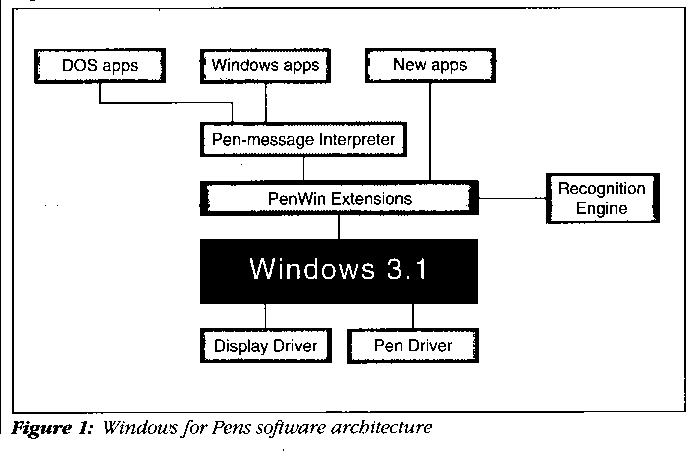 DOS apps
Windows apps
New apps
Pen-message Interpreter
PenWin Extensions
Recognition
Engine
Windows 3.1
Display Driver
Pen Driver
Figure 1: Windows for Pens software architecture